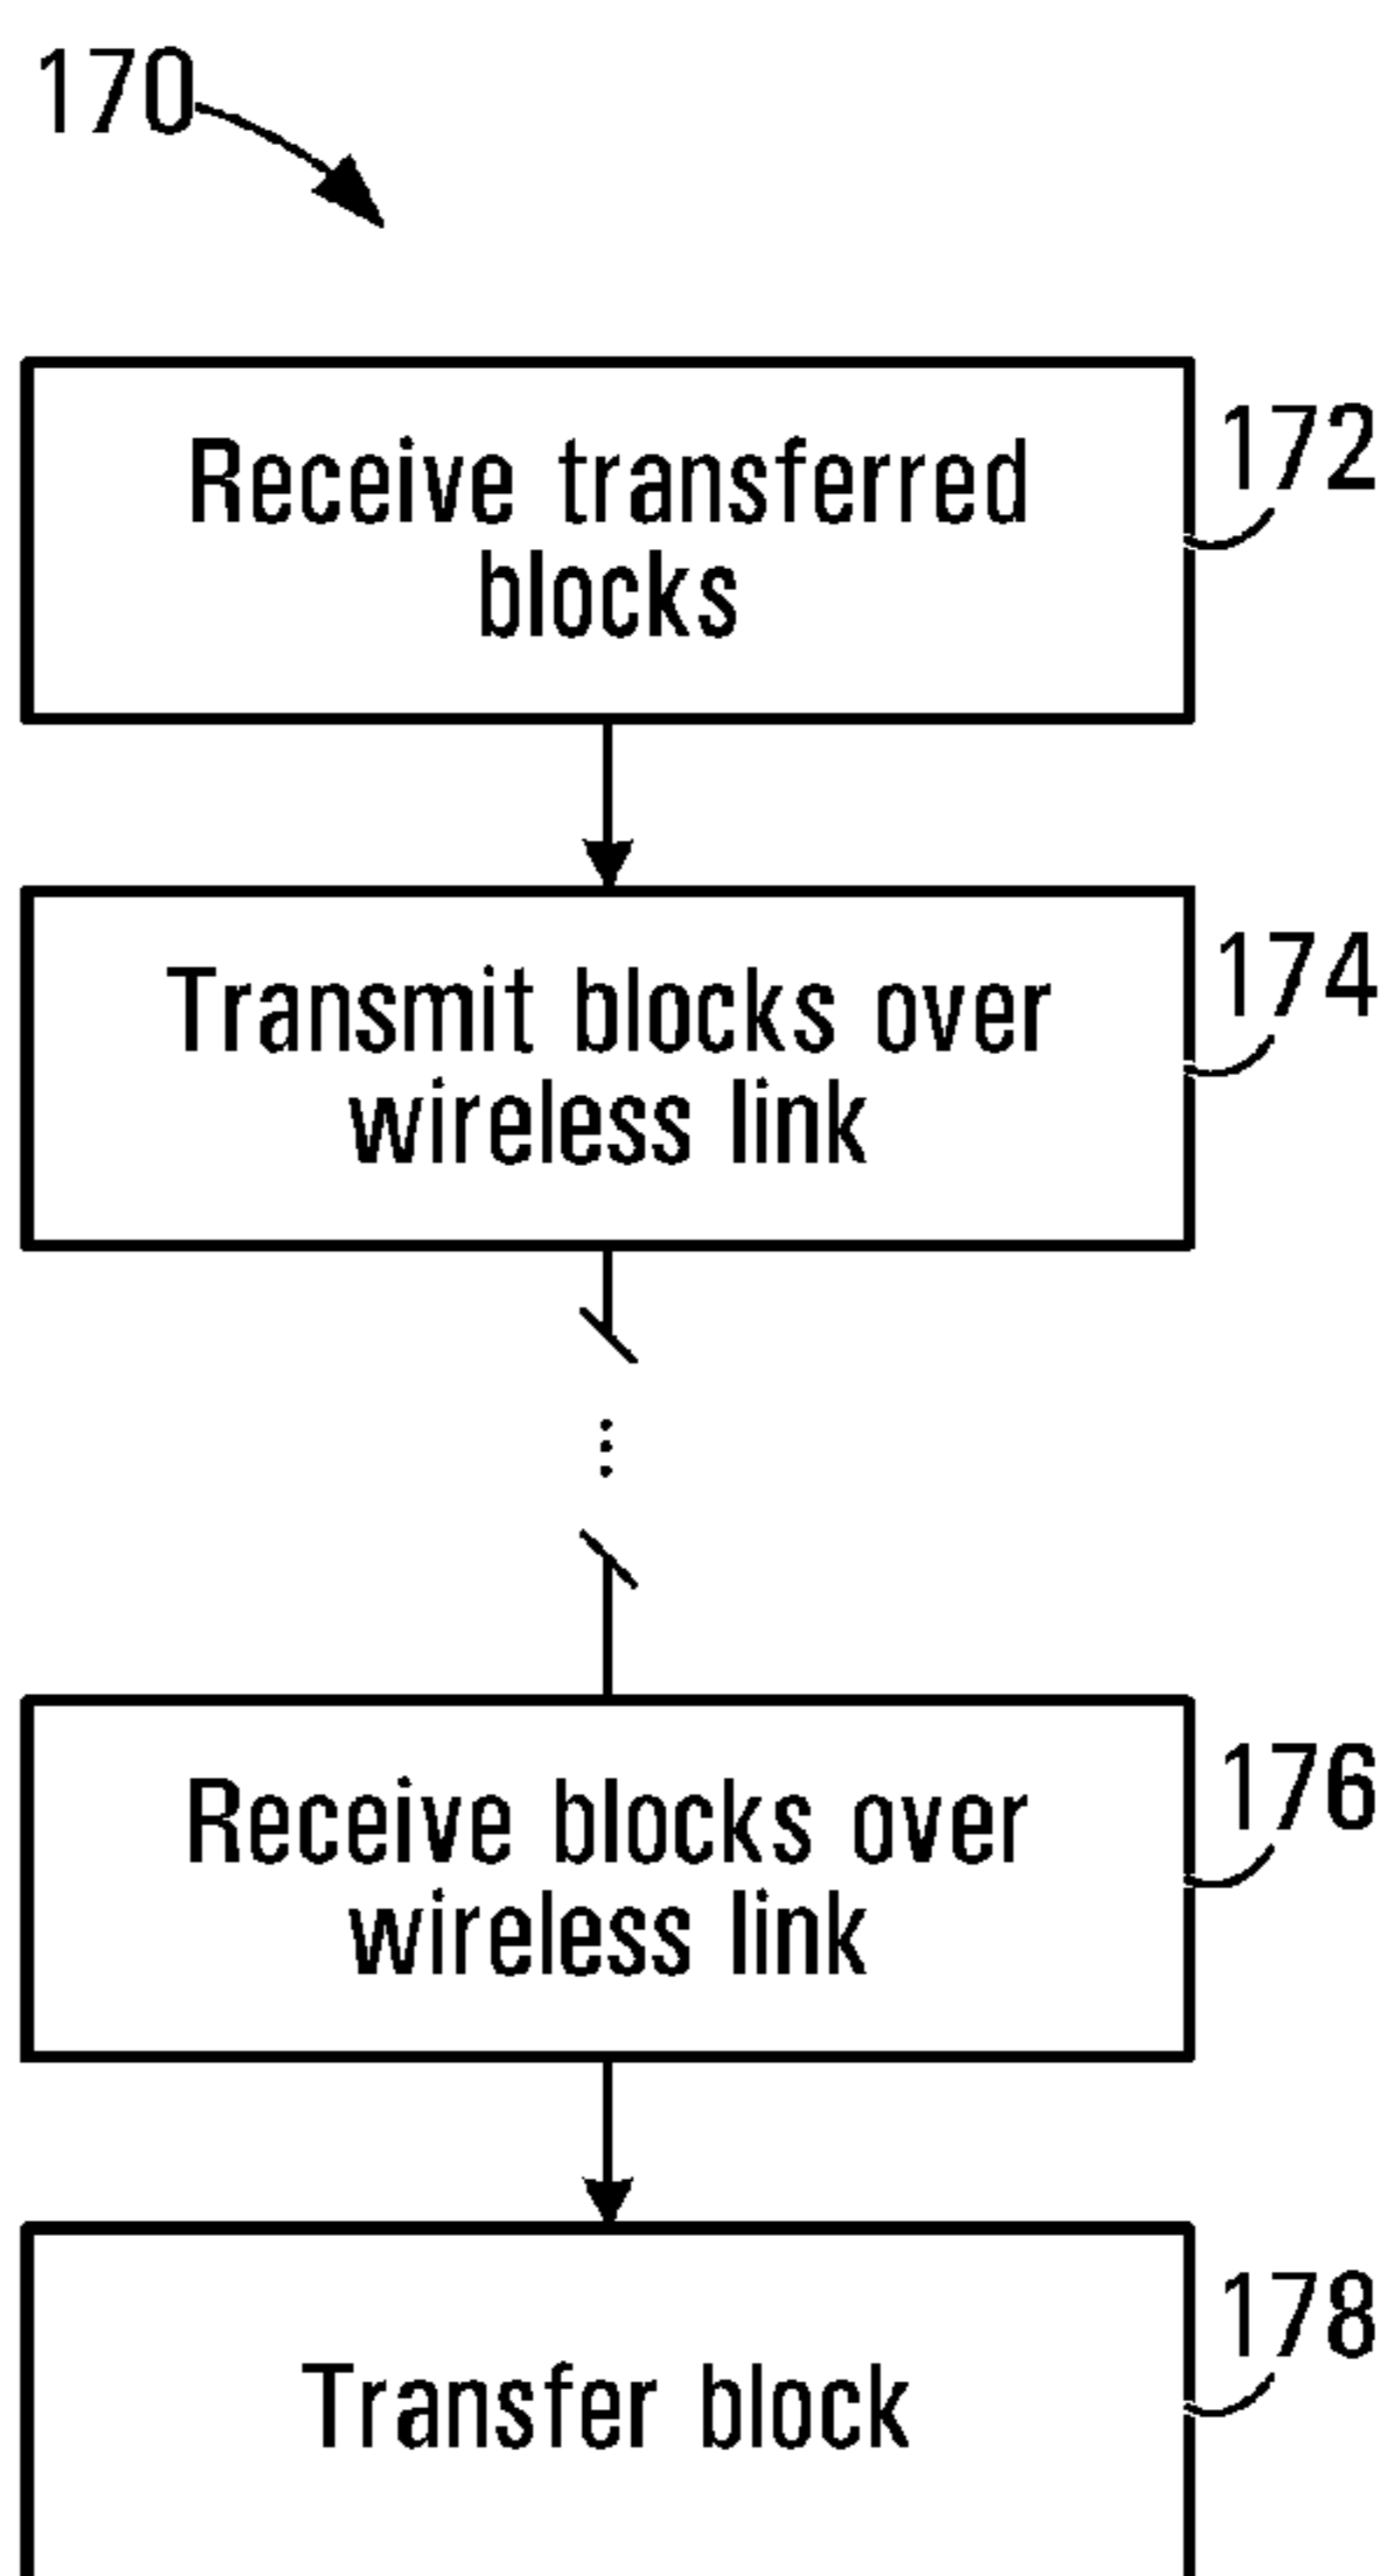 170
172
Receive transferred
blocks
174
Transmit blocks over
wireless link
176
Receive blocks over
wireless link
178
Transfer block